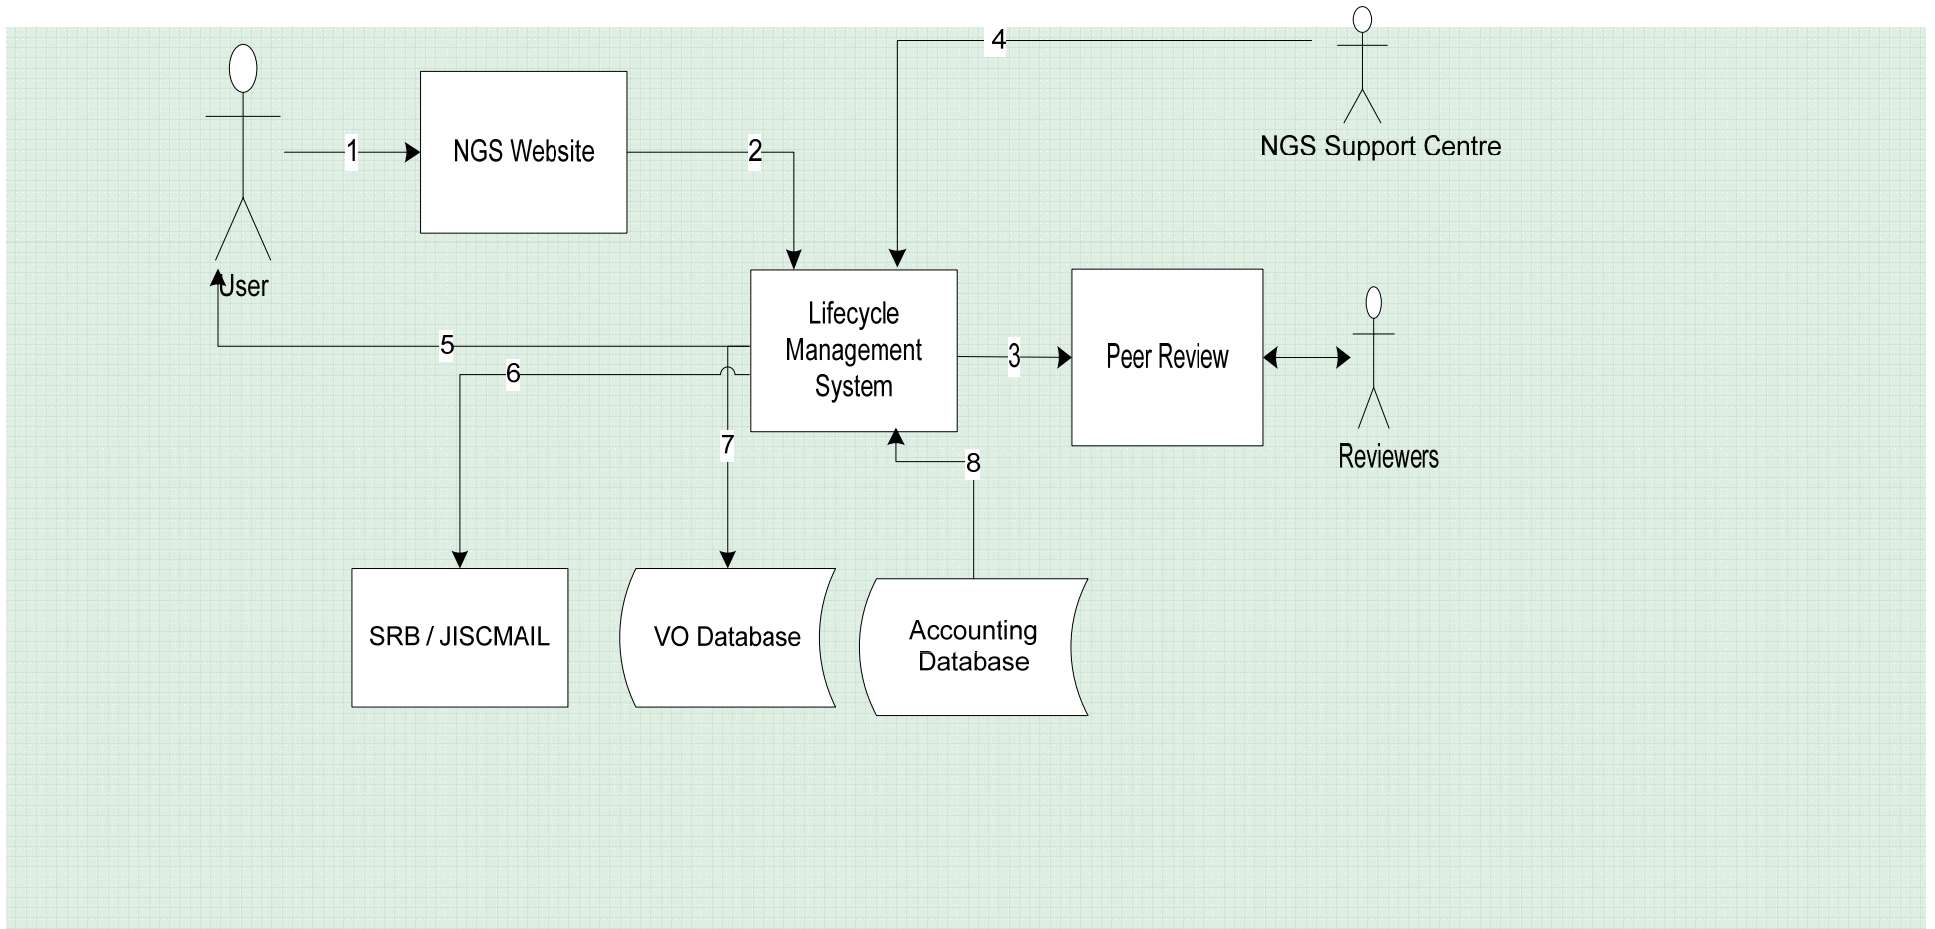 4
NGS Support Centre
1
NGS Website
2
User
Lifecycle
Management
System
5
6
3
Peer Review
Reviewers
7
8
SRB / JISCMAIL
VO Database
Accounting
Database